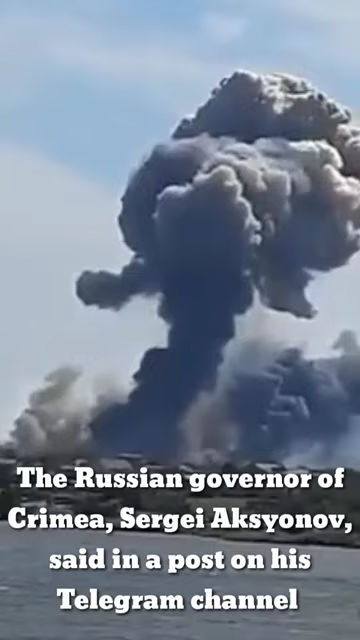 The Russian governor of
Crimea, Sergei Aksyonov,
said in a post on his
Telegram channel